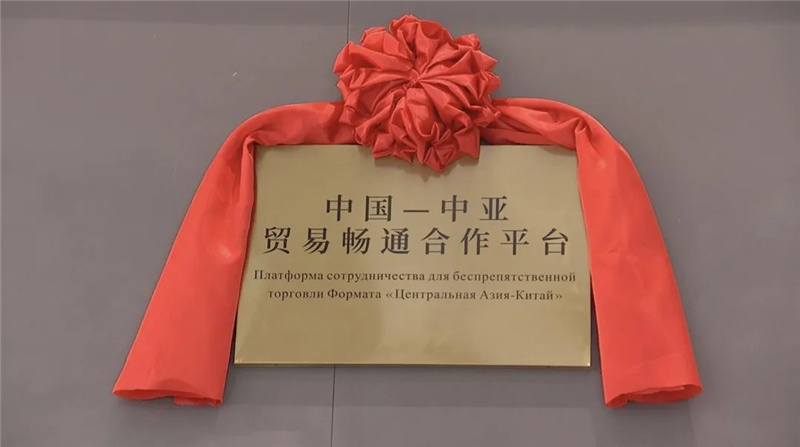 中国—中亚
贸易畅通合作平台
Платформа сотрудничества для беспрепятственной
торговли Формата «Центральная Азия-Китай»